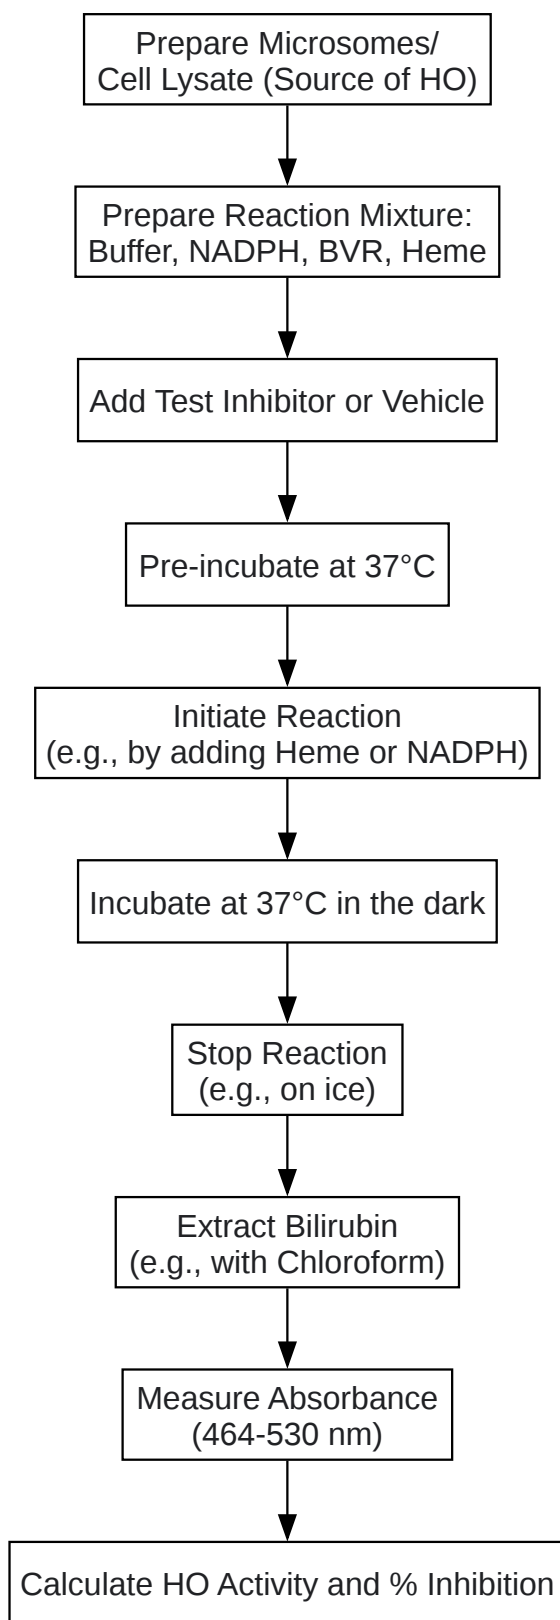 Prepare Microsomes/
Cell Lysate (Source of HO)
Prepare Reaction Mixture:
Buffer, NADPH, BVR, Heme
Add Test Inhibitor or Vehicle
Pre-incubate at 37°C
Initiate Reaction
(e.g., by adding Heme or NADPH)
Incubate at 37°C in the dark
Stop Reaction
(e.g., on ice)
Extract Bilirubin
(e.g., with Chloroform)
Measure Absorbance
(464-530 nm)
Calculate HO Activity and % Inhibition